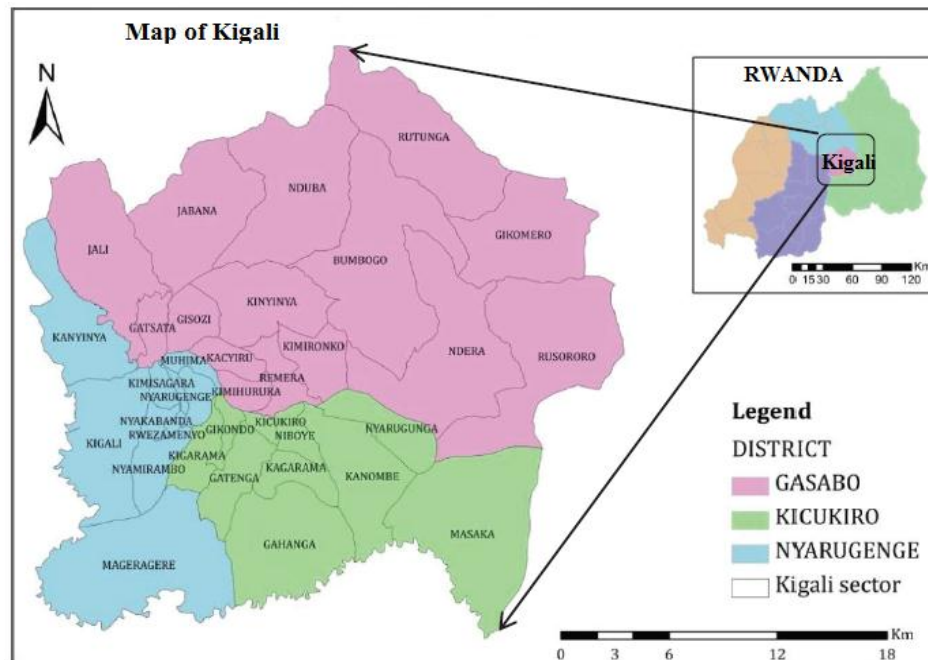 Map of Kigali
N
RWANDA
Kigali
Km
0 15 30 60 90 120
RUTUNGA
NDUBA
JABANA
GIKOMERO
JALI
BUMBOGO
KINYINYA
GISOZI
GATSATA
KANYINYA
KIMIRONKO
NDERA
RUSORORO
MUHIMA
KACYIRU
REMERA
KIMISAGARA
KIMIHURURA
NYARUGENGE
NYAKABANDA
GIKONDO
KICUKIRO
NYARUGUNGA
RWEZAMENYO
NIBOYE
KIGALI
KIGARAMA
NYAMIRAMBO
KAGARAMA
GATENGA
KANOMBE
MASAKA
GAHANGA
MAGERAGERE
Legend
DISTRICT
GASABO
KICUKIRO
NYARUGENGE
Kigali sector
Km
0 3 6 12 18